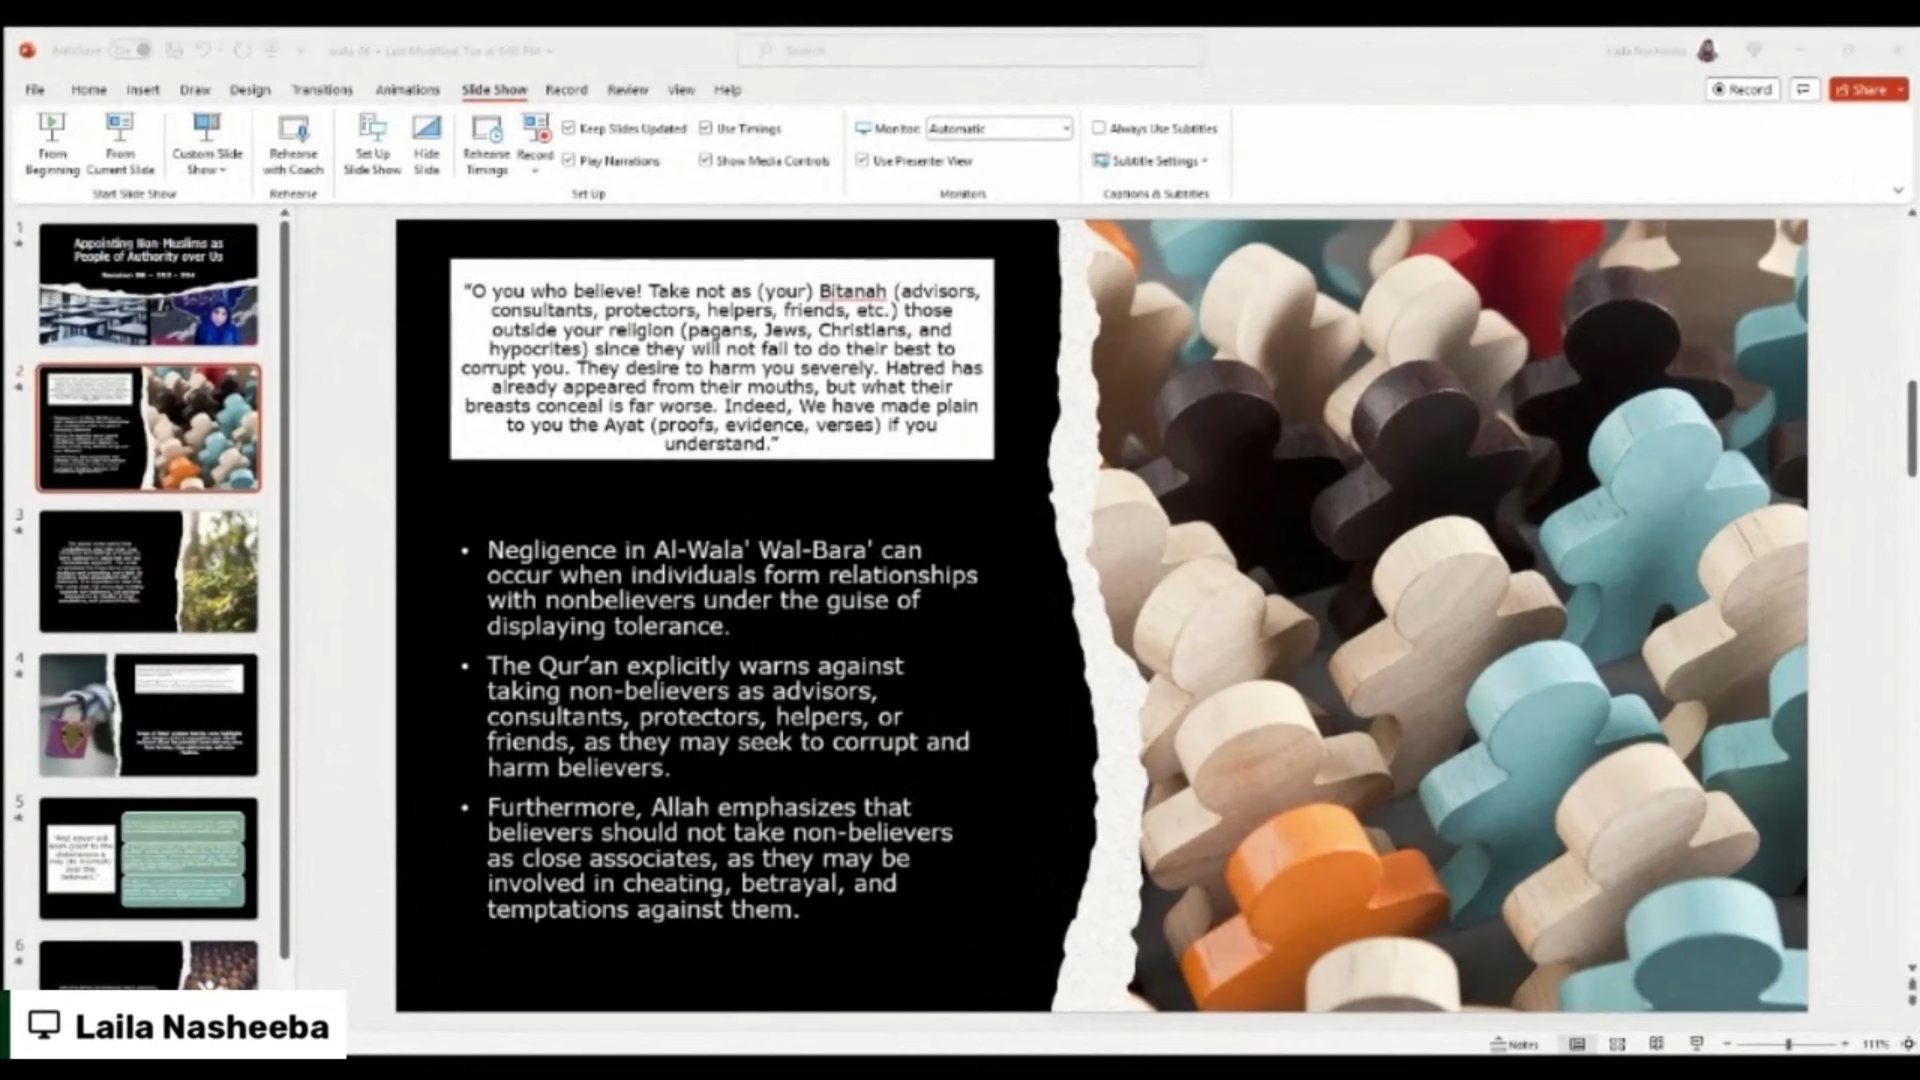 Search
File Home Insert Draw Design Transitions Animations Slide Show Record Review View Help
Record
Share
From Beginning
From Current Slide
Custom Slide Show
Rehearse with Coach
Set Up Slide Show
Hide Slide
Rehearse Timings
Record
Keep Slides Updated
Use Timings
Play Narrations
Show Media Controls
Monitor: Automatic
Use Presenter View
Always Use Subtitles
Subtitle Settings
Start Slide Show
Rehearse
Set Up
Monitors
Captions & Subtitles
1
Appointing Non-Muslims as
People of Authority over Us
2
3
4
5
6
"O you who believe! Take not as (your) Bitanah (advisors,
consultants, protectors, helpers, friends, etc.) those
outside your religion (pagans, Jews, Christians, and
hypocrites) since they will not fail to do their best to
corrupt you. They desire to harm you severely. Hatred has
already appeared from their mouths, but what their
breasts conceal is far worse. Indeed, We have made plain
to you the Ayat (proofs, evidence, verses) if you
understand."
• Negligence in Al-Wala' Wal-Bara' can
occur when individuals form relationships
with nonbelievers under the guise of
displaying tolerance.
• The Qur’an explicitly warns against
taking non-believers as advisors,
consultants, protectors, helpers, or
friends, as they may seek to corrupt and
harm believers.
• Furthermore, Allah emphasizes that
believers should not take non-believers
as close associates, as they may be
involved in cheating, betrayal, and
temptations against them.
Laila Nasheeba
Notes
111%